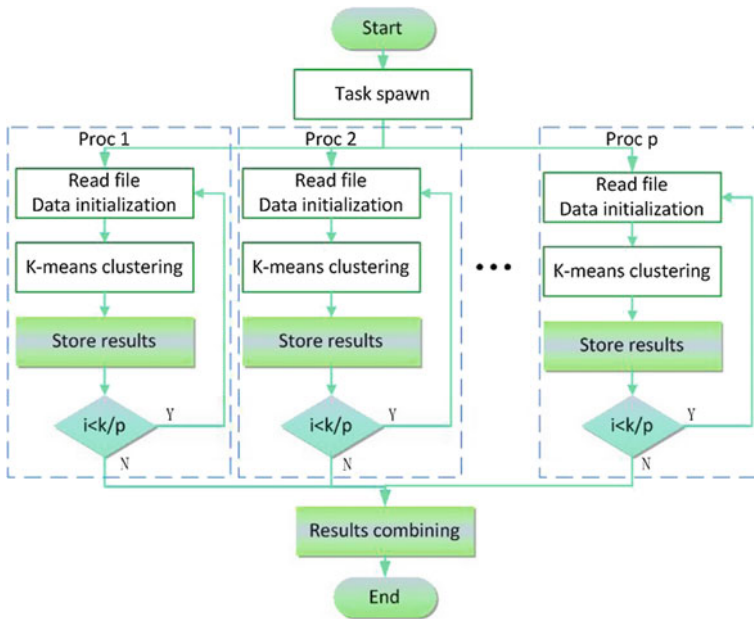 Start
Task spawn
Proc 1
Read file
Data initialization
K-means clustering
Store results
i<k/p
Y
N
Proc 2
Read file
Data initialization
K-means clustering
Store results
i<k/p
Y
N
•••
Proc p
Read file
Data initialization
K-means clustering
Store results
i<k/p
Y
N
Results combining
End